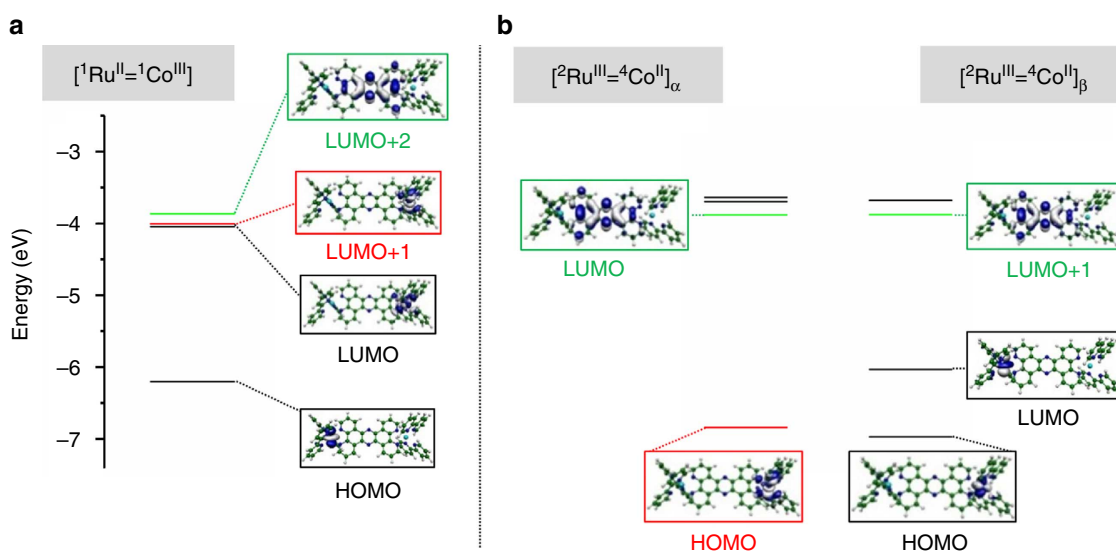 a
[¹Ruᴵᴵ=¹Coᴵᴵᴵ]
Energy (eV)
–3
–4
–5
–6
–7
LUMO+2
LUMO+1
LUMO
HOMO
b
[²Ruᴵᴵᴵ=⁴Coᴵᴵ]α
[²Ruᴵᴵᴵ=⁴Coᴵᴵ]β
LUMO
LUMO+1
LUMO
HOMO
HOMO